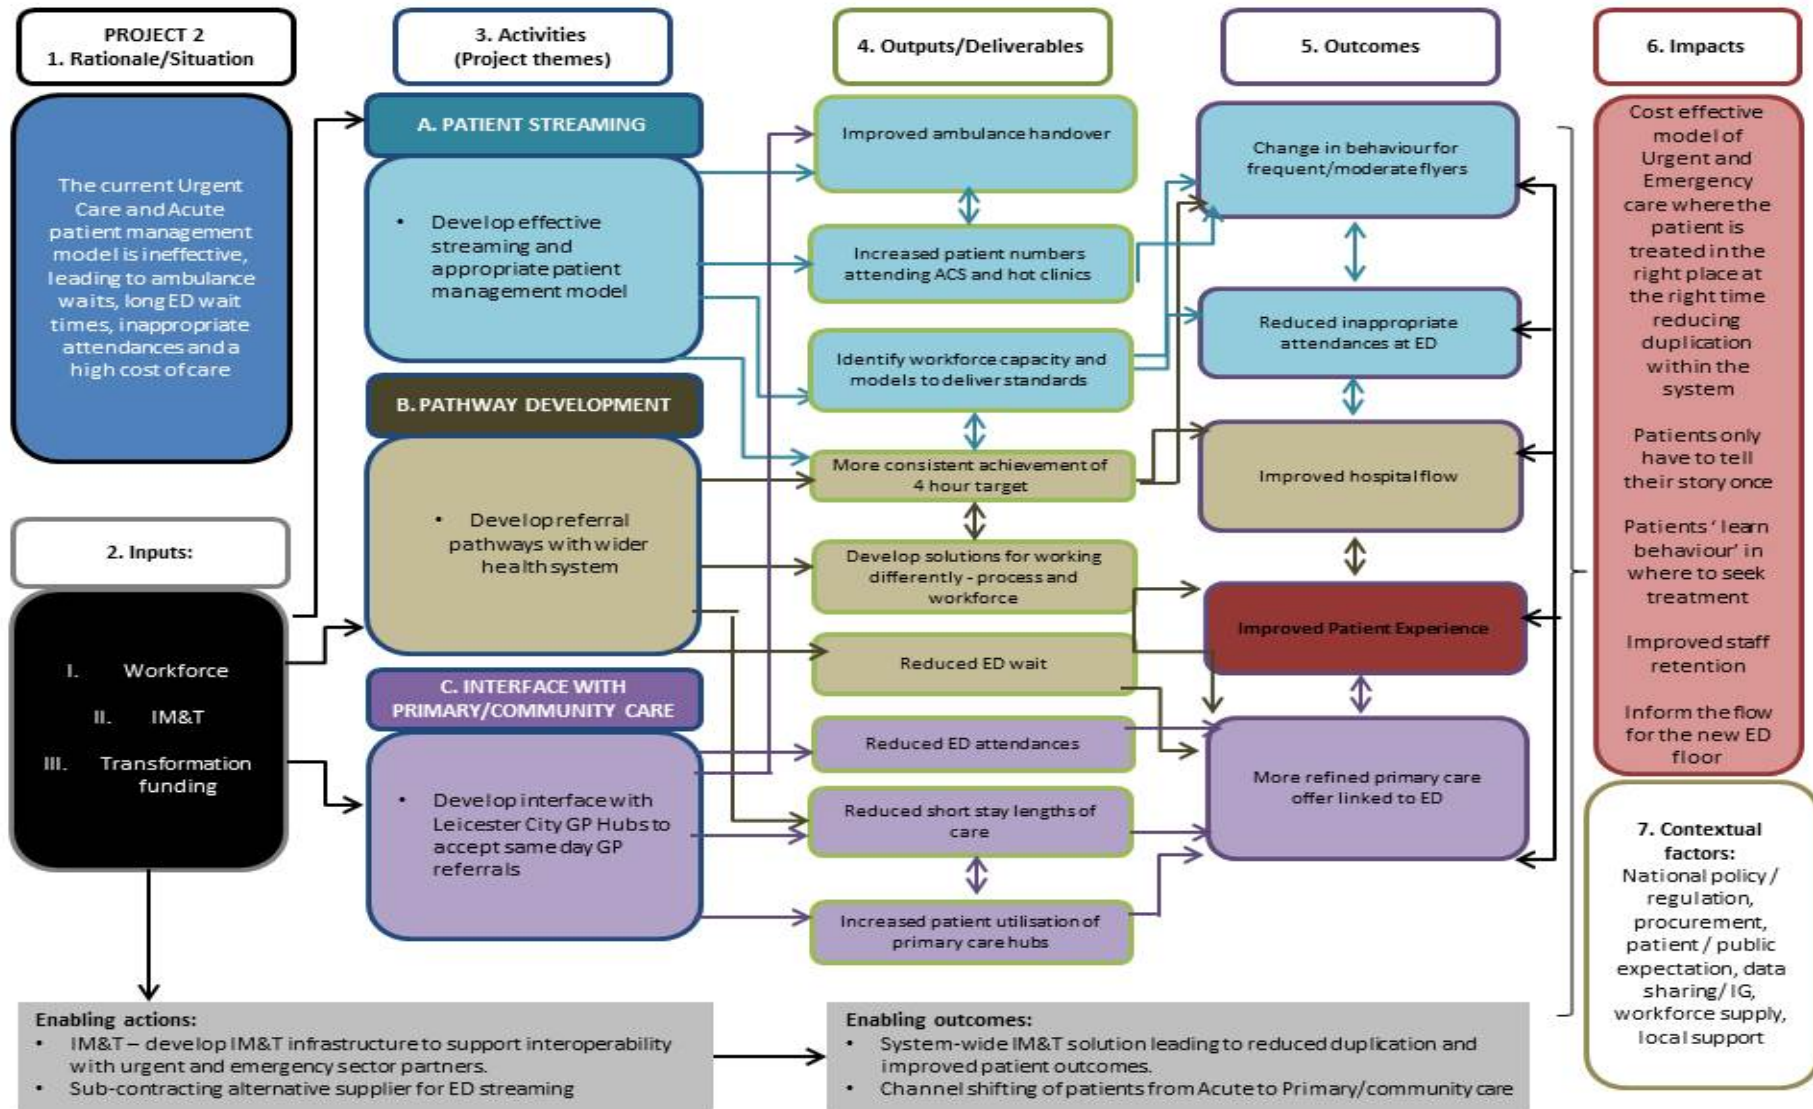 PROJECT 2
1. Rationale/Situation
The current Urgent
Care and Acute
patient management
model is ineffective,
leading to ambulance
waits, long ED wait
times, inappropriate
attendances and a
high cost of care
2. Inputs:
I. Workforce
II. IM&T
III. Transformation
funding
3. Activities
(Project themes)
A. PATIENT STREAMING
• Develop effective
streaming and
appropriate patient
management model
B. PATHWAY DEVELOPMENT
• Develop referral
pathways with wider
health system
C. INTERFACE WITH
PRIMARY/COMMUNITY CARE
• Develop interface with
Leicester City GP Hubs to
accept same day GP
referrals
4. Outputs/Deliverables
Improved ambulance handover
Increased patient numbers
attending ACS and hot clinics
Identify workforce capacity and
models to deliver standards
More consistent achievement of
4 hour target
Develop solutions for working
differently - process and
workforce
Reduced ED wait
Reduced ED attendances
Reduced short stay lengths of
care
Increased patient utilisation of
primary care hubs
5. Outcomes
Change in behaviour for
frequent/moderate flyers
Reduced inappropriate
attendances at ED
Improved hospital flow
Improved Patient Experience
More refined primary care
offer linked to ED
6. Impacts
Cost effective
model of
Urgent and
Emergency
care where the
patient is
treated in the
right place at
the right time
reducing
duplication
within the
system
Patients only
have to tell
their story once
Patients ‘ learn
behaviour’ in
where to seek
treatment
Improved staff
retention
Inform the flow
for the new ED
floor
7. Contextual
factors:
National policy /
regulation,
procurement,
patient / public
expectation, data
sharing/ IG,
workforce supply,
local support
Enabling actions:
• IM&T – develop IM&T infrastructure to support interoperability
with urgent and emergency sector partners.
• Sub-contracting alternative supplier for ED streaming
Enabling outcomes:
• System-wide IM&T solution leading to reduced duplication and
improved patient outcomes.
• Channel shifting of patients from Acute to Primary/community care